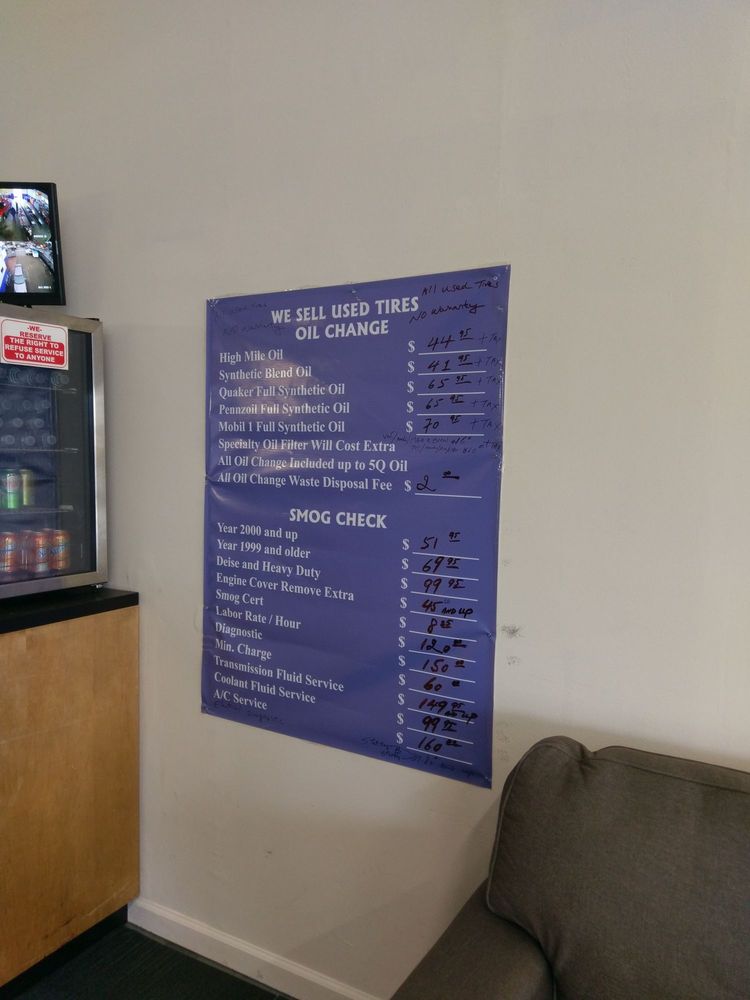 -WE-
RESERVE
THE RIGHT TO
REFUSE SERVICE
TO ANYONE
All used Tires
NO warranty
WE SELL USED TIRES
OIL CHANGE
High Mile Oil $ 44 95 + TAX
Synthetic Blend Oil $ 41 95 + TAX
Quaker Full Synthetic Oil $ 65 95 + TAX
Pennzoil Full Synthetic Oil $ 65 95 + TAX
Mobil 1 Full Synthetic Oil $ 70 95 + TAX
Specialty Oil Filter Will Cost Extra
All Oil Change Included up to 5Q Oil
All Oil Change Waste Disposal Fee $ 2
SMOG CHECK
Year 2000 and up $ 51 95
Year 1999 and older $ 69 95
Deise and Heavy Duty $ 99 95
Engine Cover Remove Extra $ 45 AND UP
Smog Cert $ 8 25
Labor Rate / Hour $ 120
Diagnostic $ 150
Min. Charge $ 60
Transmission Fluid Service $ 149 95 up
Coolant Fluid Service $ 99 95
A/C Service $ 160